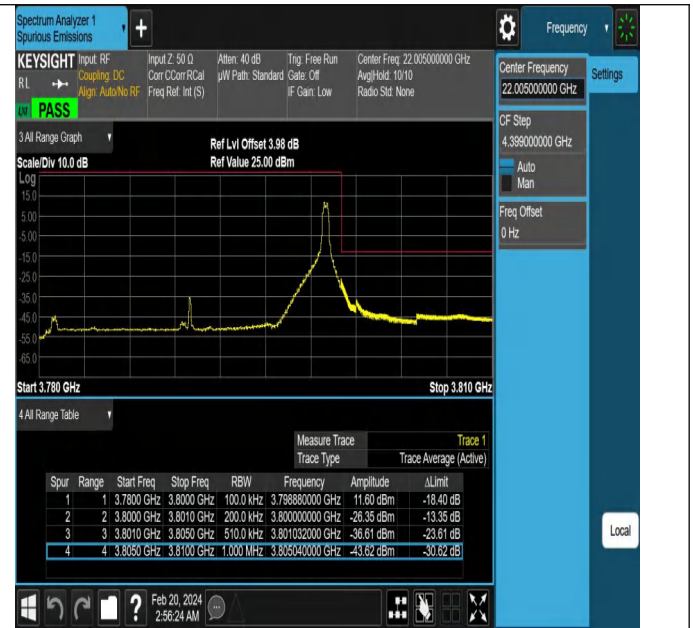 Spectrum Analyzer 1
Spurious Emissions
+
Frequency
KEYSIGHT Input: RF Input Z: 50 Ω Atten: 40 dB Trig: Free Run Center Freq: 22.005000000 GHz
RL Coupling: DC Corr CCorr RCal µW Path: Standard Gate: Off Avg|Hold: 10/10
Align: Auto/No RF Freq Ref: Int (S) IF Gain: Low Radio Std: None
PASS
Center Frequency
22.005000000 GHz
Settings
CF Step
4.399000000 GHz
Auto
Man
Freq Offset
0 Hz
3 All Range Graph
Ref Lvl Offset 3.98 dB
Scale/Div 10.0 dB Ref Value 25.00 dBm
Log
15.0
5.00
-5.00
-15.0
-25.0
-35.0
-45.0
-55.0
-65.0
Start 3.780 GHz Stop 3.810 GHz
4 All Range Table
Measure Trace Trace 1
Trace Type Trace Average (Active)
Spur Range Start Freq Stop Freq RBW Frequency Amplitude ΔLimit
1 1 3.7800 GHz 3.8000 GHz 100.0 kHz 3.798880000 GHz 11.60 dBm -18.40 dB
2 2 3.8000 GHz 3.8010 GHz 200.0 kHz 3.800000000 GHz -26.35 dBm -13.35 dB
3 3 3.8010 GHz 3.8050 GHz 510.0 kHz 3.801032000 GHz -36.61 dBm -23.61 dB
4 4 3.8050 GHz 3.8100 GHz 1.000 MHz 3.805040000 GHz -43.62 dBm -30.62 dB
Local
?
Feb 20, 2024
2:56:24 AM